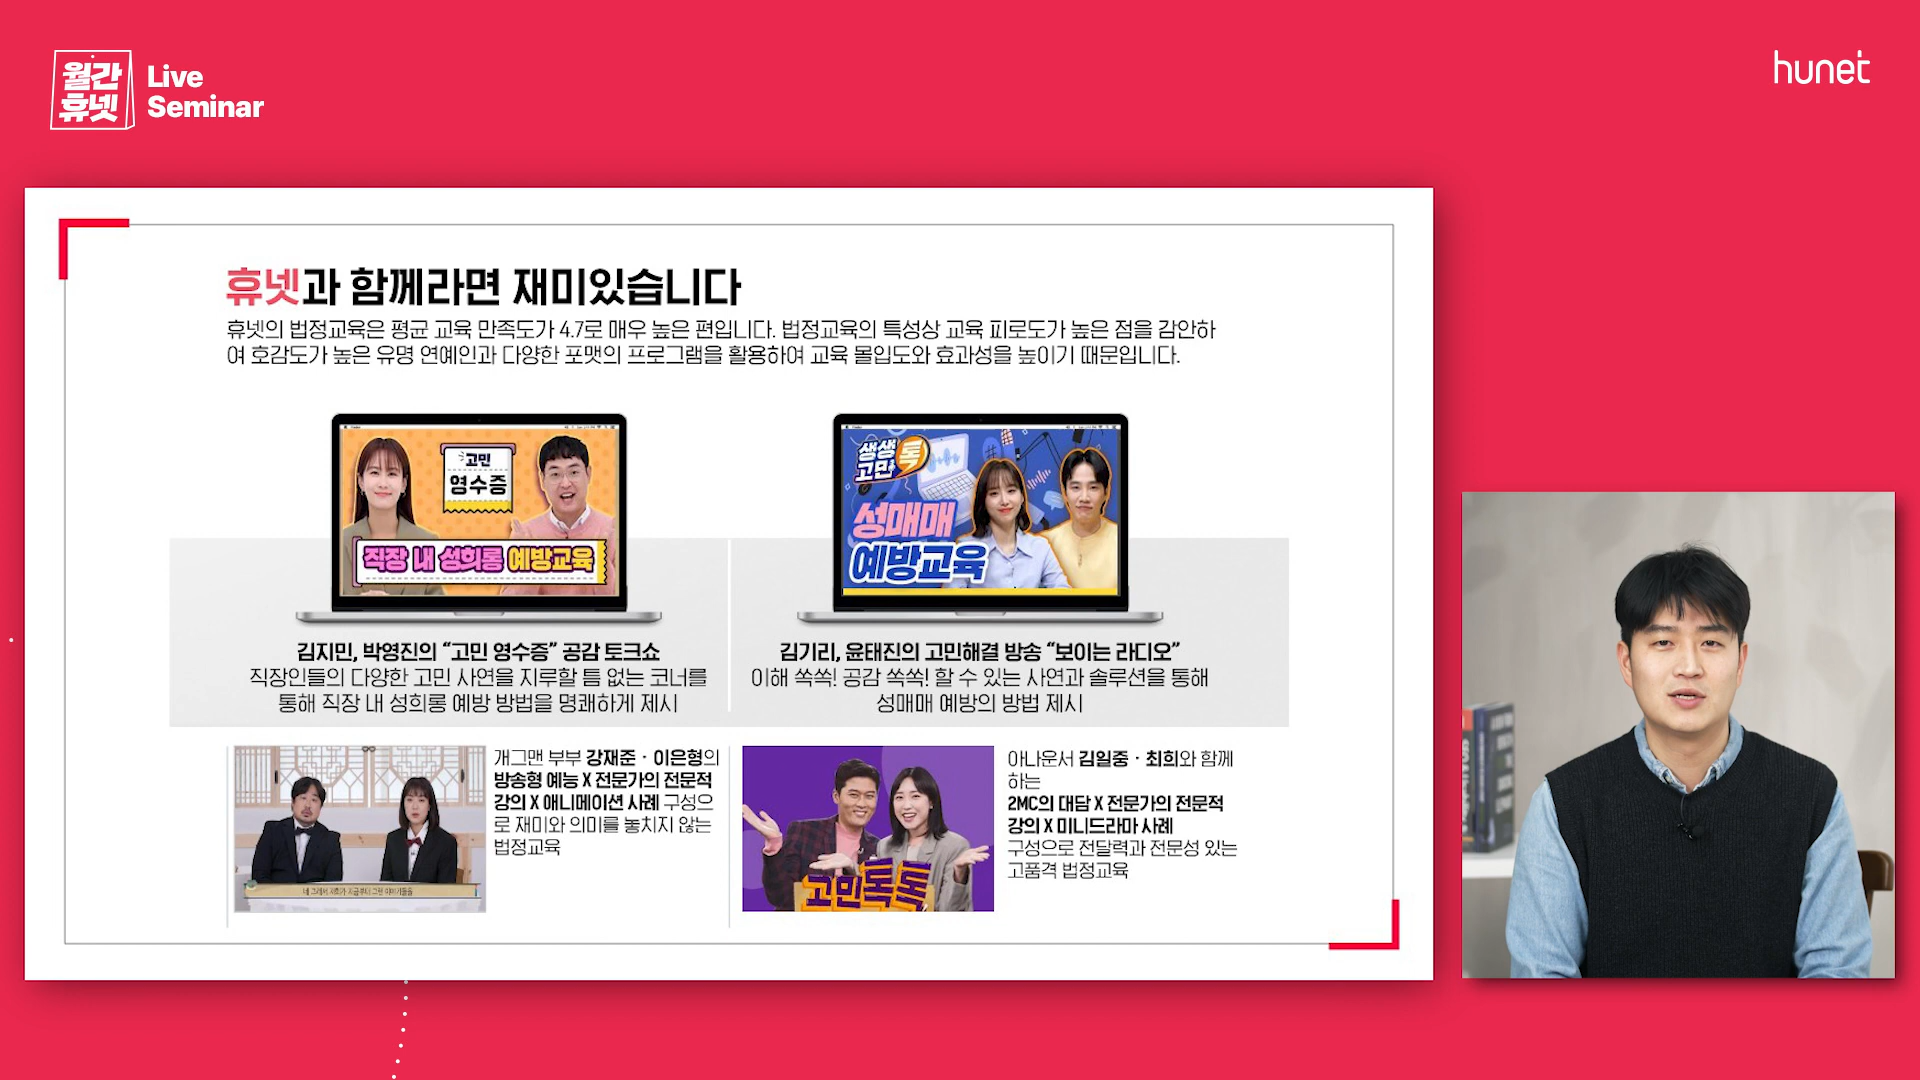 월간
휴넷
Live
Seminar
hunet
휴넷과 함께라면 재미있습니다
휴넷의 법정교육은 평균 교육 만족도가 4.7로 매우 높은 편입니다. 법정교육의 특성상 교육 피로도가 높은 점을 감안하
여 호감도가 높은 유명 연예인과 다양한 포맷의 프로그램을 활용하여 교육 몰입도와 효과성을 높이기 때문입니다.
고민
영수증
직장 내 성희롱 예방교육
생생
고민톡
성매매
예방교육
김지민, 박영진의 “고민 영수증” 공감 토크쇼
직장인들의 다양한 고민 사연을 지루할 틈 없는 코너를
통해 직장 내 성희롱 예방 방법을 명쾌하게 제시
김기리, 윤태진의 고민해결 방송 “보이는 라디오”
이해 쏙쏙! 공감 쏙쏙! 할 수 있는 사연과 솔루션을 통해
성매매 예방의 방법 제시
개그맨 부부 강재준 · 이은형의
방송형 예능 X 전문가의 전문적
강의 X 애니메이션 사례 구성으
로 재미와 의미를 놓치지 않는
법정교육
고민톡톡
아나운서 김일중 · 최희와 함께
하는
2MC의 대담 X 전문가의 전문적
강의 X 미니드라마 사례
구성으로 전달력과 전문성 있는
고품격 법정교육